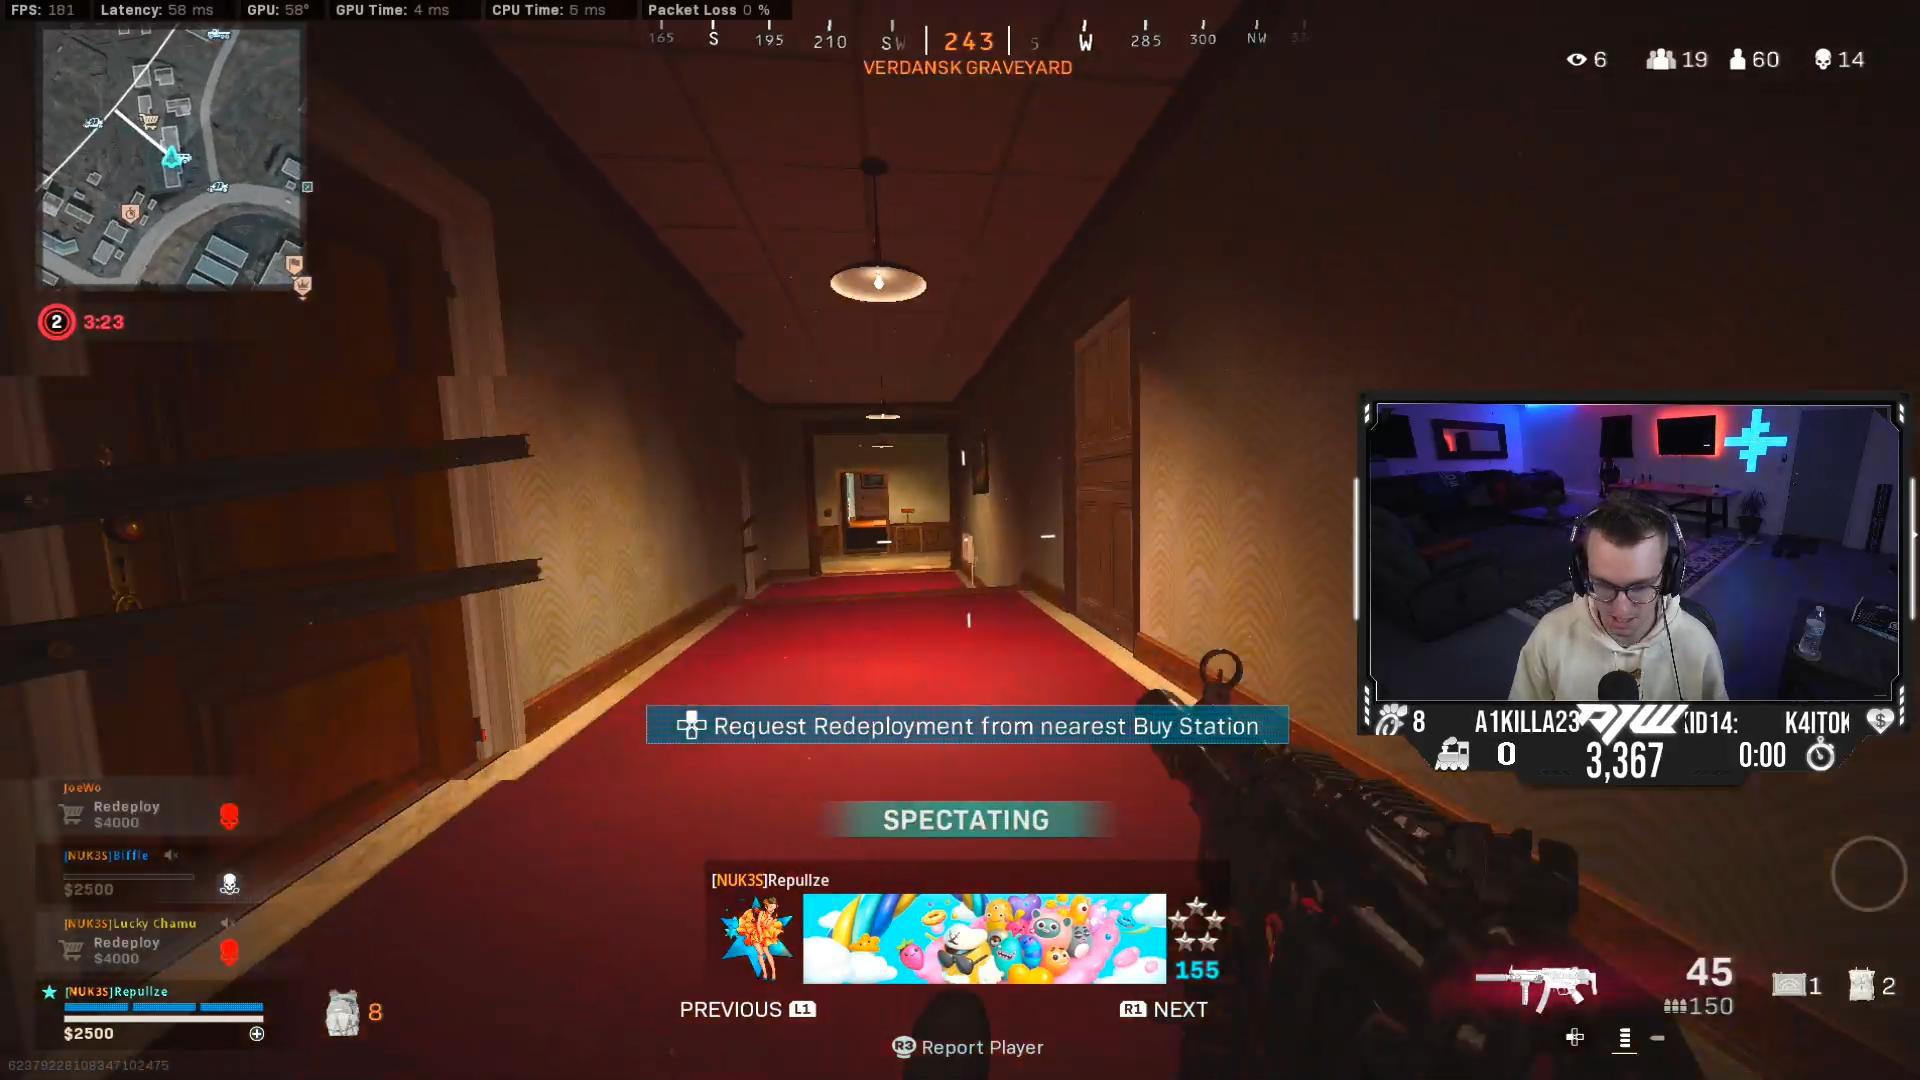 FPS: 181 Latency: 58 ms GPU: 58° GPU Time: 4 ms CPU Time: 6 ms Packet Loss 0 %
165 S 195 210 SW 243 5 W 285 300 NW
VERDANSK GRAVEYARD
6 19 60 14
2 3:23
Request Redeployment from nearest Buy Station
8 A1KILLA23 KID14: K4ITOK
0 3,367 0:00
SPECTATING
JoeWo
Redeploy
$4000
[NUK3S]Biffle
$2500
[NUK3S]Lucky Chamu
Redeploy
$4000
[NUK3S]Repullze
$2500
8
[NUK3S]Repullze
155
PREVIOUS L1
R1 NEXT
R3 Report Player
45
150
1 2
62379228108347102475